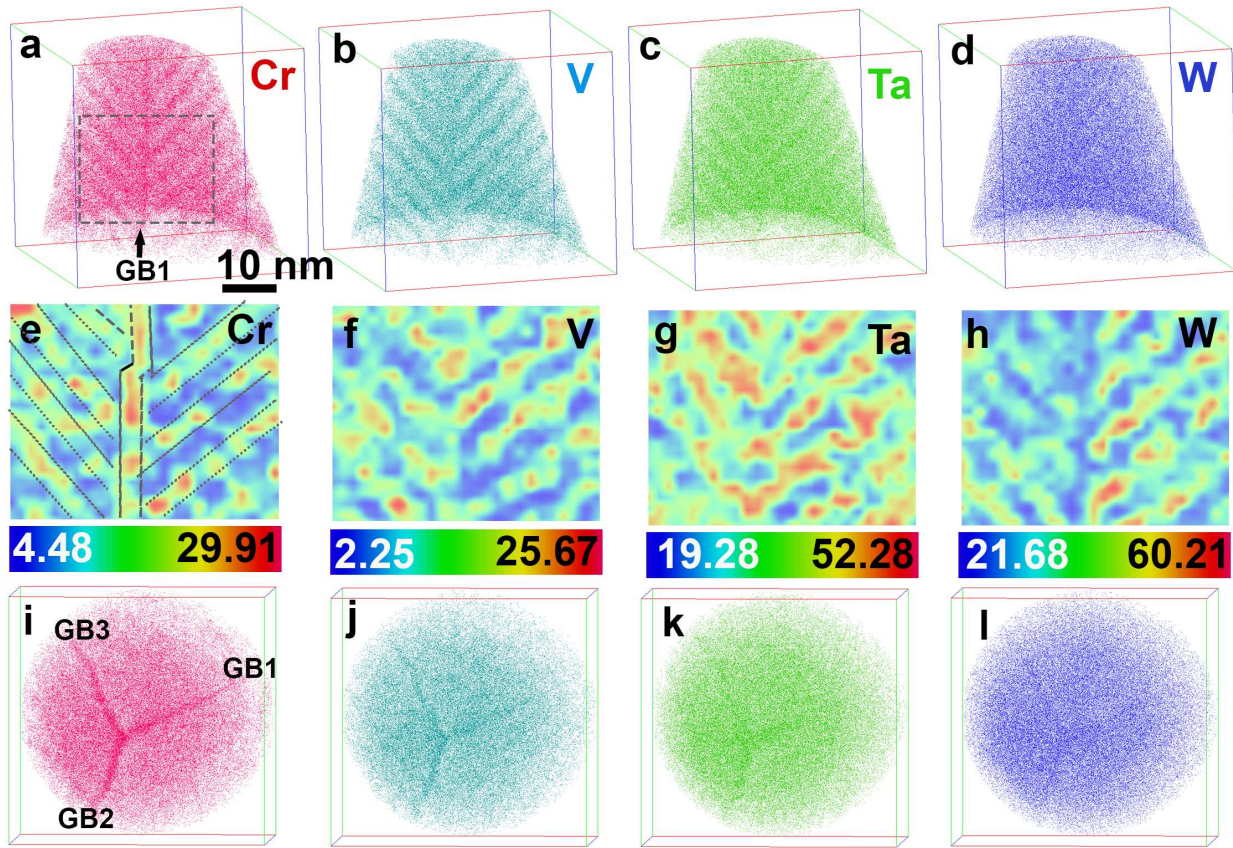 a
Cr
b
V
c
Ta
d
W
GB1
10 nm
e
Cr
f
V
g
Ta
h
W
4.48 29.91
2.25 25.67
19.28 52.28
21.68 60.21
i
GB3
GB1
GB2
j
k
l